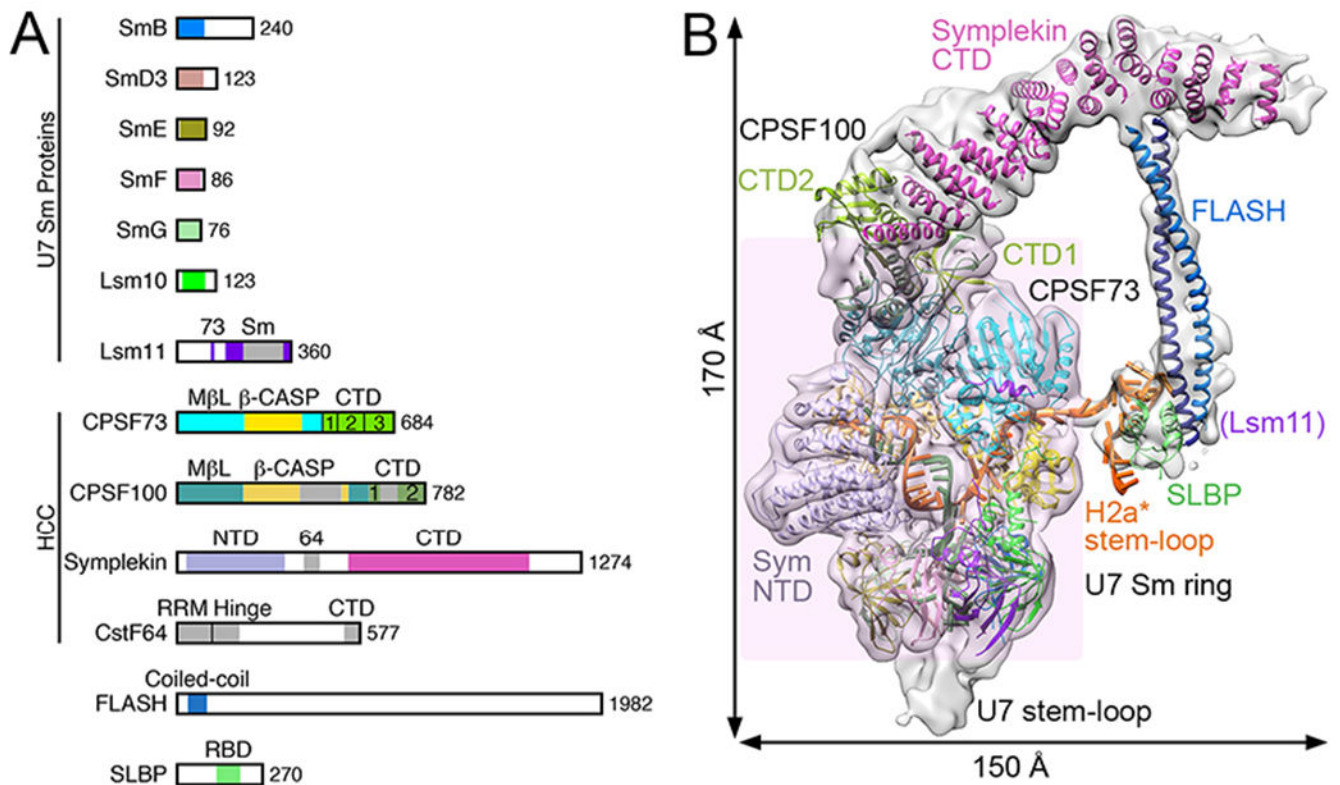 A
U7 Sm Proteins
SmB 240
SmD3 123
SmE 92
SmF 86
SmG 76
Lsm10 123
73 Sm
Lsm11 360
HCC
MβL β-CASP CTD
CPSF73 1 2 3 684
MβL β-CASP CTD
CPSF100 1 2 782
NTD 64 CTD
Symplekin 1274
RRM Hinge CTD
CstF64 577
Coiled-coil
FLASH 1982
RBD
SLBP 270
B
Symplekin
CTD
CPSF100
CTD2
FLASH
CTD1
CPSF73
170 Å
(Lsm11)
SLBP
H2a*
stem-loop
Sym
NTD
U7 Sm ring
U7 stem-loop
150 Å